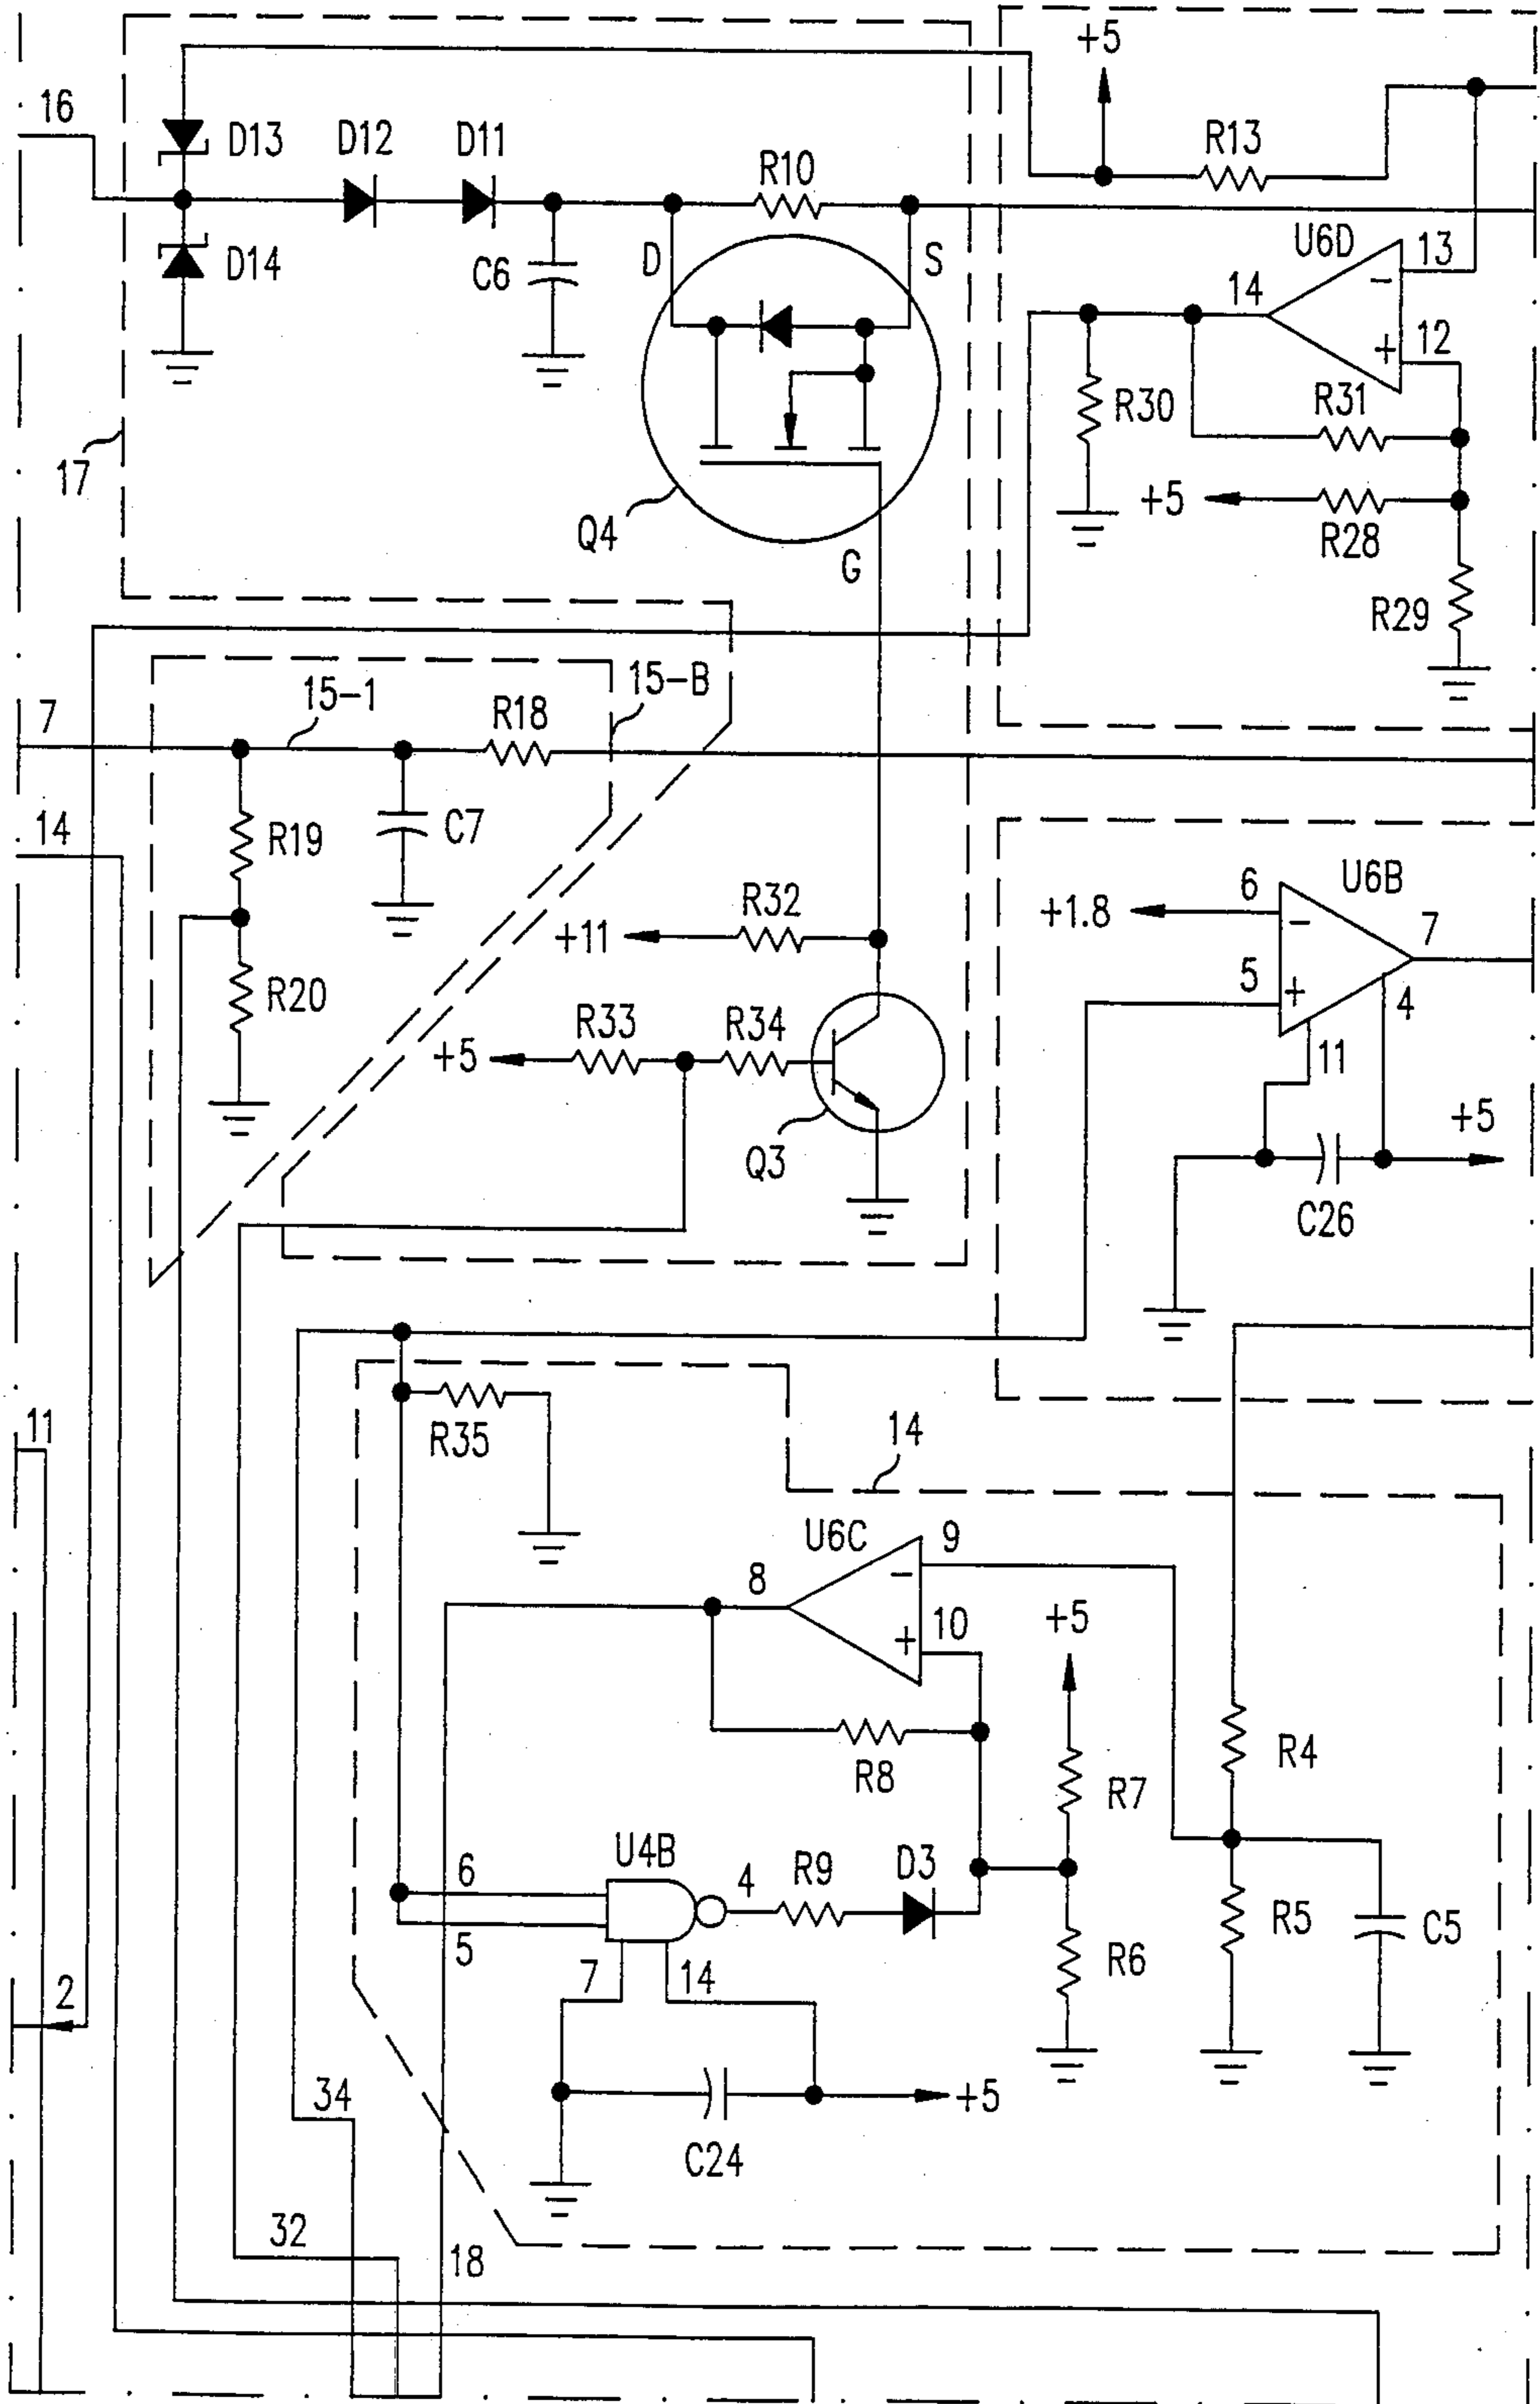 +5
16
D13
D12
D11
R10
R13
D14
C6
D
S
U6D
13
14
12
R30
R31
17
Q4
+5
R28
G
R29
15-1
15-B
7
R18
14
R19
C7
R32
+11
U6B
6
+1.8
7
5
4
R20
R33
R34
+5
11
+5
Q3
C26
11
R35
14
U6C
9
8
10
+5
R8
R7
R4
U4B
6
4
R9
D3
5
R6
R5
C5
7
14
2
34
+5
C24
32
18